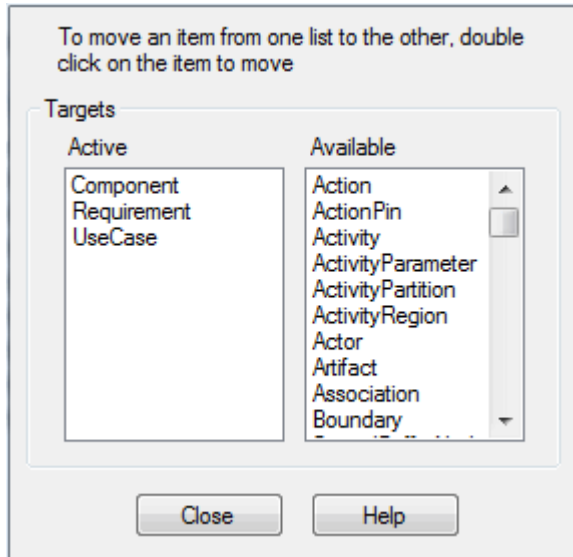 To move an item from one list to the other, double
click on the item to move
Targets
Active
Available
Component
Requirement
UseCase
Action
ActionPin
Activity
ActivityParameter
ActivityPartition
ActivityRegion
Actor
Artifact
Association
Boundary
Close
Help